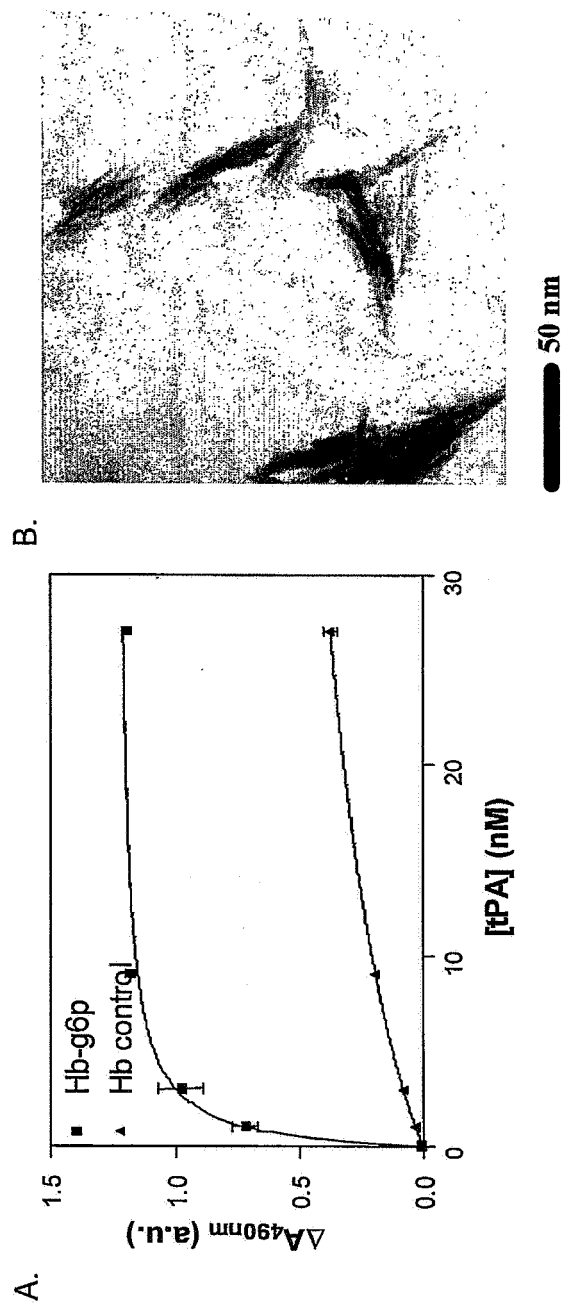 A.
ΔA490nm (a.u.)
1.5
1.0
0.5
0.0
Hb-g6p
Hb control
0
10
20
30
[tPA] (nM)
B.
50 nm